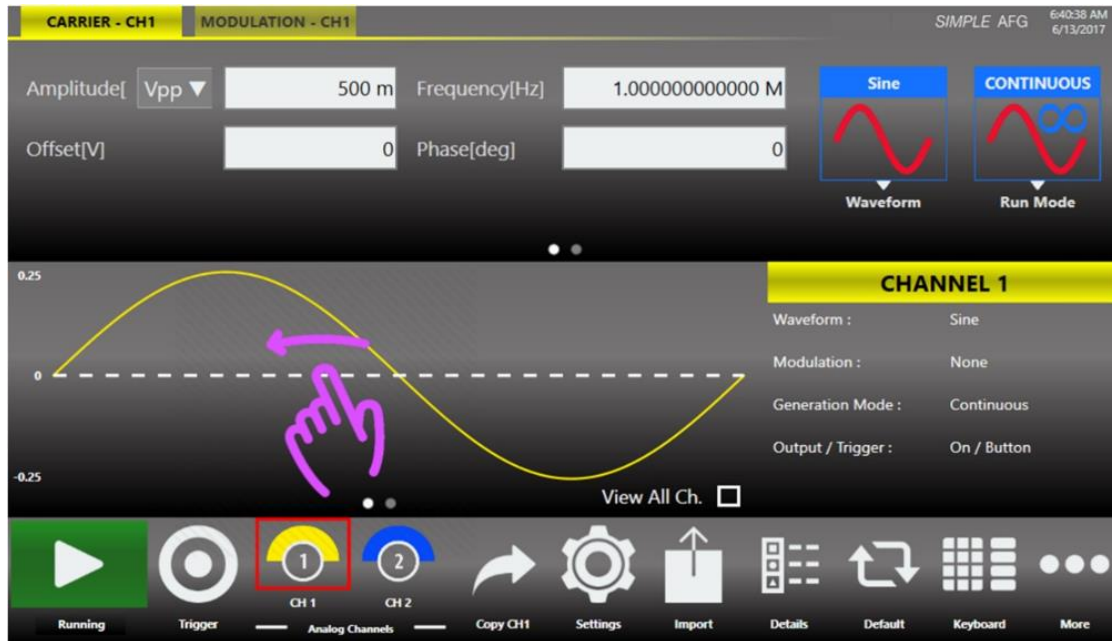 CARRIER - CH1 MODULATION - CH1 SIMPLE AFG 6:40:38 AM
6/13/2017
Amplitude[ Vpp ▼ 500 m Frequency[Hz] 1.000000000000 M Sine CONTINUOUS
Offset[V] 0 Phase[deg] 0
Waveform Run Mode
0.25
0
-0.25
View All Ch.
CHANNEL 1
Waveform : Sine
Modulation : None
Generation Mode : Continuous
Output / Trigger : On / Button
1 2
CH 1 CH 2
Running Trigger Analog Channels Copy CH1 Settings Import Details Default Keyboard More